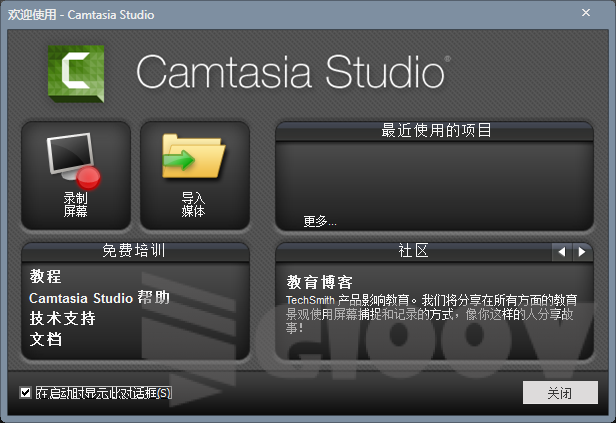 欢迎使用 - Camtasia Studio
Camtasia Studio®
录制
屏幕
导入
媒体
最近使用的项目
更多...
免费培训
教程
Camtasia Studio 帮助
技术支持
文档
社区
教育博客
TechSmith 产品影响教育。我们将分享在所有方面的教育
景观使用屏幕捕捉和记录的方式，像你这样的人分享故
事！
在启动时显示此对话框(S)
关闭